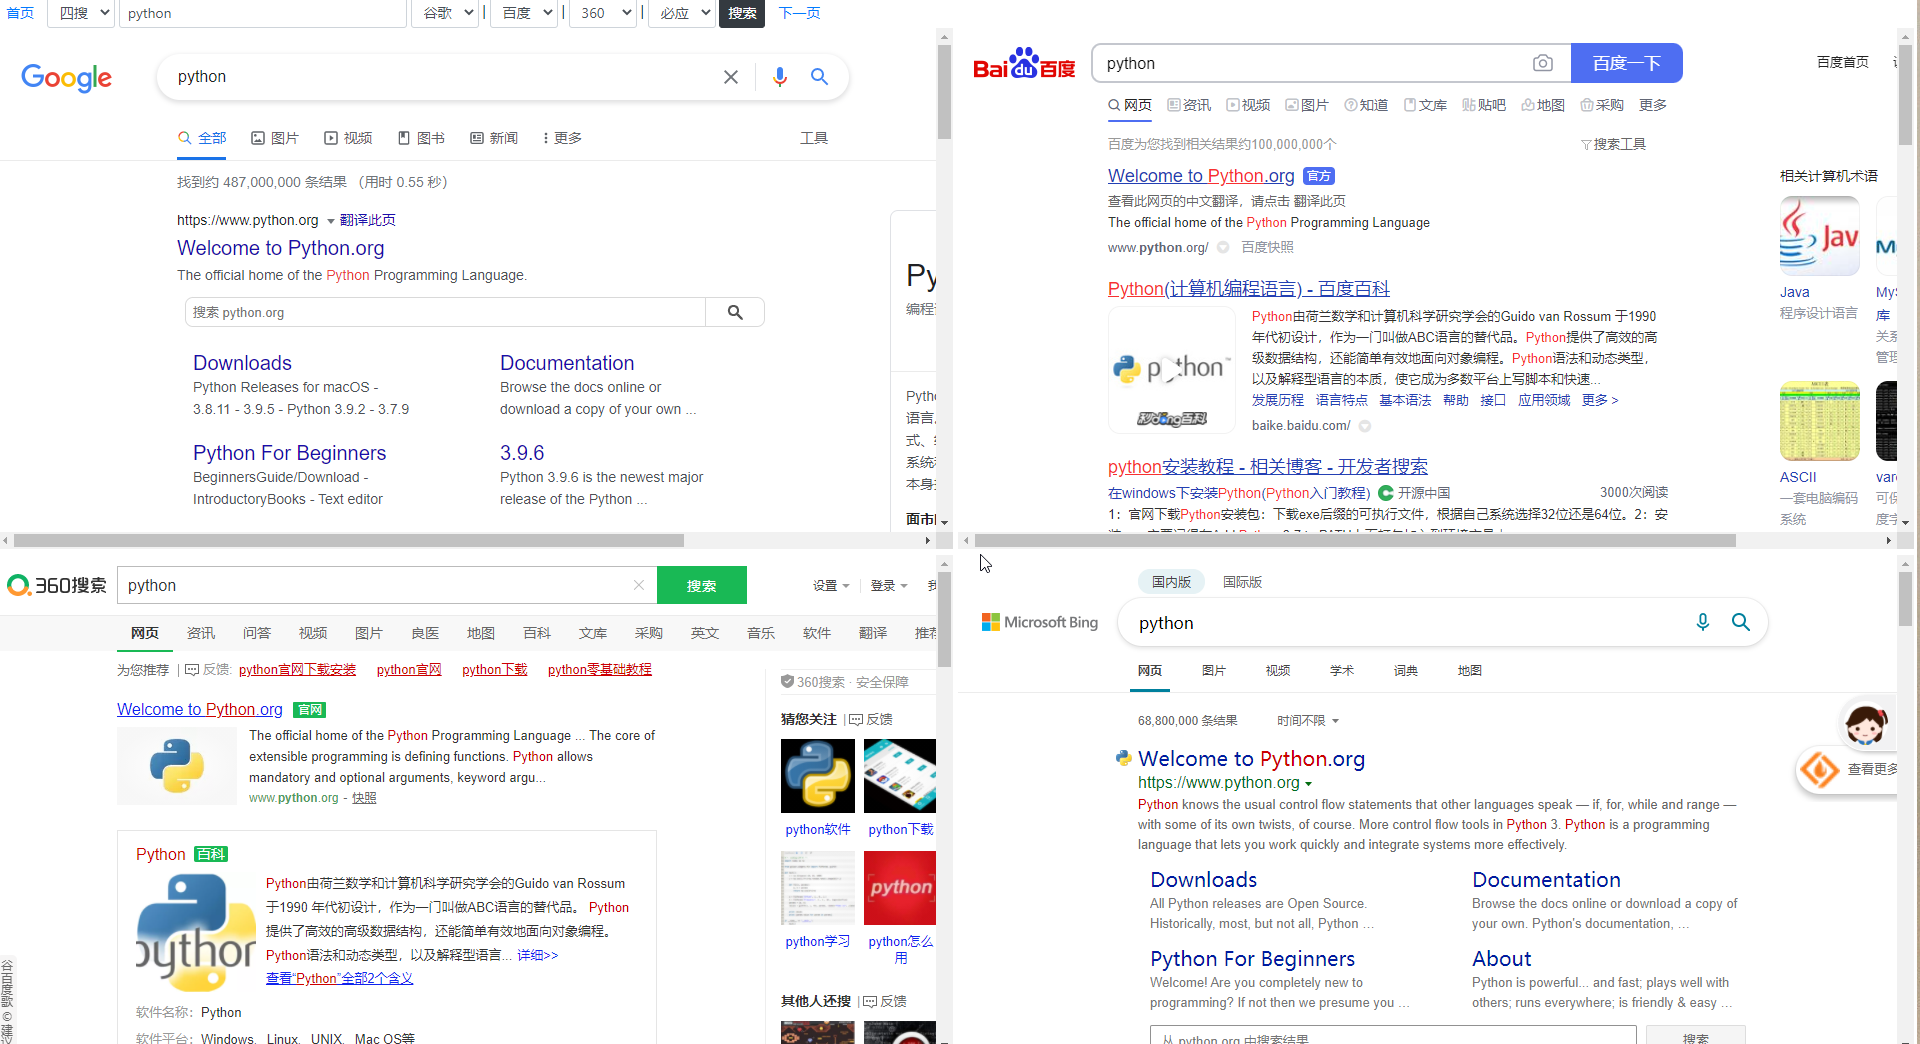 首页 四搜 python 谷歌 | 百度 | 360 | 必应 搜索 下一页
Google python
全部 图片 视频 图书 新闻 更多 工具
找到约 487,000,000 条结果 （用时 0.55 秒）
https://www.python.org 翻译此页
Welcome to Python.org
The official home of the Python Programming Language.
搜索 python.org
Downloads
Python Releases for macOS -
3.8.11 - 3.9.5 - Python 3.9.2 - 3.7.9
Documentation
Browse the docs online or
download a copy of your own ...
Python For Beginners
BeginnersGuide/Download -
IntroductoryBooks - Text editor
3.9.6
Python 3.9.6 is the newest major
release of the Python ...
Py
编程
Pyth
语言
式、
系统
本身
面市
Bai du 百度 python 百度一下 百度首页
网页 资讯 视频 图片 知道 文库 贴吧 地图 采购 更多
百度为您找到相关结果约100,000,000个 搜索工具
Welcome to Python.org 官方
查看此网页的中文翻译，请点击 翻译此页
The official home of the Python Programming Language
www.python.org/ 百度快照
Python(计算机编程语言) - 百度百科
python
秒dong百科
Python由荷兰数学和计算机科学研究学会的Guido van Rossum 于1990
年代初设计，作为一门叫做ABC语言的替代品。Python提供了高效的高
级数据结构，还能简单有效地面向对象编程。Python语法和动态类型，
以及解释型语言的本质，使它成为多数平台上写脚本和快速...
发展历程 语言特点 基本语法 帮助 接口 应用领域 更多 >
baike.baidu.com/
python安装教程 - 相关博客 - 开发者搜索
在windows下安装Python(Python入门教程) 开源中国 3000次阅读
1：官网下载Python安装包：下载exe后缀的可执行文件，根据自己系统选择32位还是64位。2：安
相关计算机术语
Jav
My
Java
程序设计语言
MyS
库
关系
管理
ASCII
一套电脑编码
系统
var
可保
度字
360搜索 python 搜索 设置 登录
网页 资讯 问答 视频 图片 良医 地图 百科 文库 采购 英文 音乐 软件 翻译 推荐
为您推荐 | 反馈: python官网下载安装 python官网 python下载 python零基础教程
Welcome to Python.org 官网
The official home of the Python Programming Language ... The core of
extensible programming is defining functions. Python allows
mandatory and optional arguments, keyword argu...
www.python.org - 快照
Python 百科
python
Python由荷兰数学和计算机科学研究学会的Guido van Rossum
于1990 年代初设计，作为一门叫做ABC语言的替代品。 Python
提供了高效的高级数据结构，还能简单有效地面向对象编程。
Python语法和动态类型，以及解释型语言... 详细>>
查看“Python”全部2个含义
软件名称： Python
软件平台： Windows、Linux、UNIX、Mac OS等
谷百度歌©建议
360搜索 · 安全保障
猜您关注 | 反馈
python软件 python下载
python
python学习 python怎么用
其他人还搜 | 反馈
国内版 国际版
Microsoft Bing python
网页 图片 视频 学术 词典 地图
68,800,000 条结果 时间不限
Welcome to Python.org
https://www.python.org
Python knows the usual control flow statements that other languages speak — if, for, while and range —
with some of its own twists, of course. More control flow tools in Python 3. Python is a programming
language that lets you work quickly and integrate systems more effectively.
Downloads
All Python releases are Open Source.
Historically, most, but not all, Python ...
Documentation
Browse the docs online or download a copy of
your own. Python's documentation, ...
Python For Beginners
Welcome! Are you completely new to
programming? If not then we presume you ...
About
Python is powerful... and fast; plays well with
others; runs everywhere; is friendly & easy ...
从 python.org 中搜索结果 搜索
查看更多